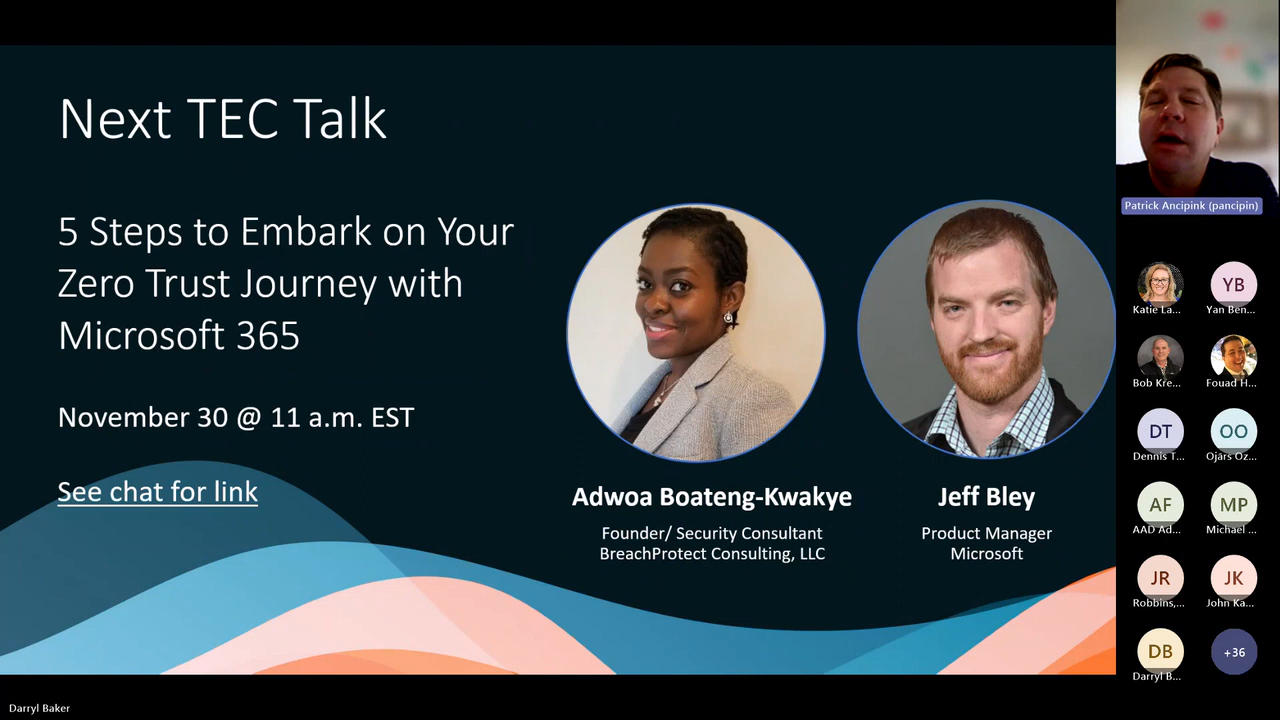 Next TEC Talk
5 Steps to Embark on Your
Zero Trust Journey with
Microsoft 365
November 30 @ 11 a.m. EST
See chat for link
Adwoa Boateng-Kwakye
Founder/ Security Consultant
BreachProtect Consulting, LLC
Jeff Bley
Product Manager
Microsoft
Patrick Ancipink (pancipin)
Katie La...
YB
Yan Ben...
Bob Kre...
Fouad H...
DT
Dennis T...
OO
Ojārs Oz...
AF
AAD Ad...
MP
Michael ...
JR
Robbins,...
JK
John Ka...
DB
Darryl B...
+36
Darryl Baker